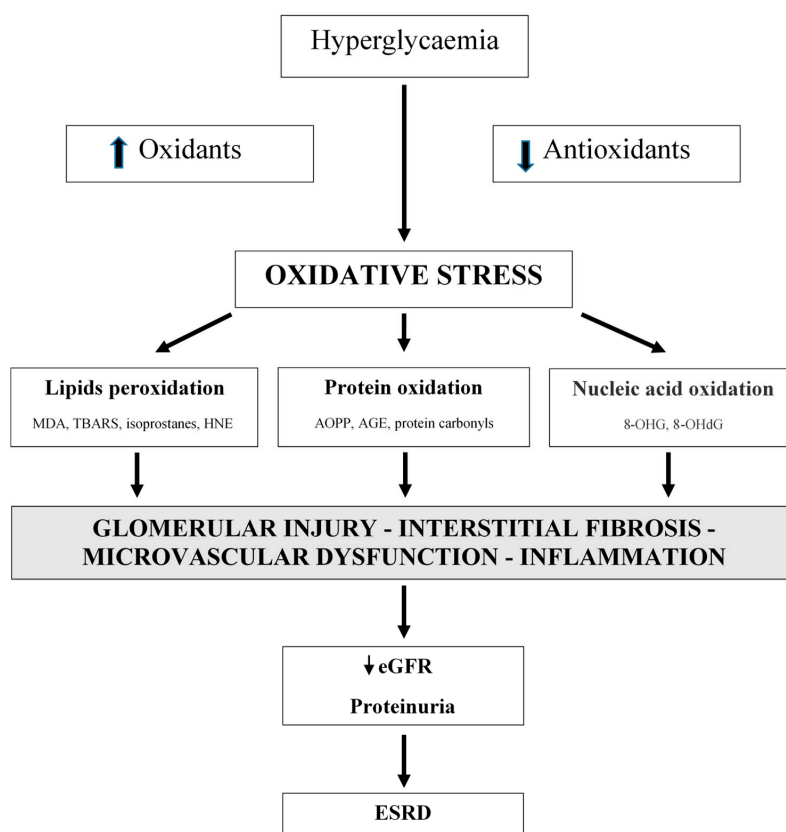 Hyperglycaemia
Oxidants
Antioxidants
OXIDATIVE STRESS
Lipids peroxidation
MDA, TBARS, isoprostanes, HNE
Protein oxidation
AOPP, AGE, protein carbonyls
Nucleic acid oxidation
8-OHG, 8-OHdG
GLOMERULAR INJURY - INTERSTITIAL FIBROSIS -
MICROVASCULAR DYSFUNCTION - INFLAMMATION
eGFR
Proteinuria
ESRD